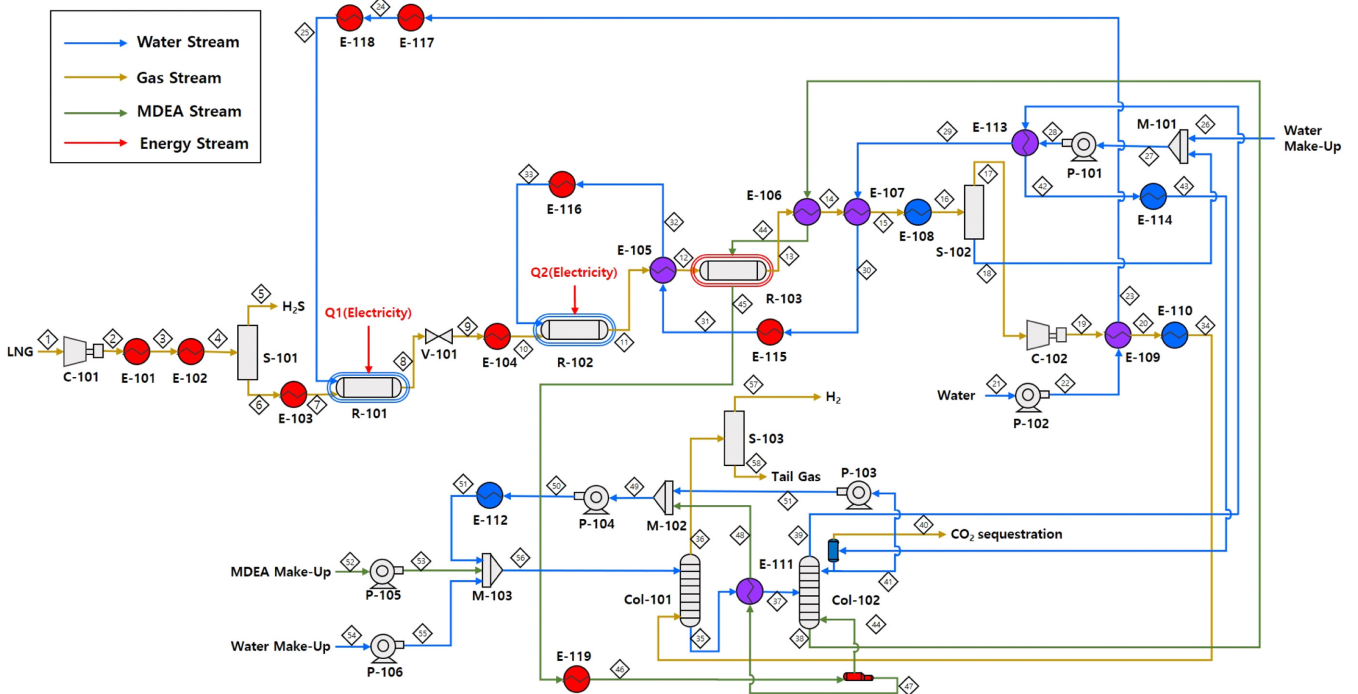 24
25
E-118
E-117
Water Stream
Gas Stream
MDEA Stream
Energy Stream
29
E-113
28
M-101
26
Water
Make-Up
P-101
27
33
E-116
32
E-106
14
E-107
16
17
42
43
E-114
15
E-108
S-102
18
44
13
30
E-105
12
R-103
45
Q2(Electricity)
31
E-115
23
Q1(Electricity)
5
H₂S
9
V-101
E-104
10
R-102
11
1
LNG
2
3
4
C-101
E-101
E-102
S-101
8
6
7
E-103
R-101
19
20
E-110
34
C-102
E-109
21
22
Water
P-102
57
H₂
S-103
58
Tail Gas
51
50
49
51
P-103
E-112
P-104
M-102
48
36
39
40
CO₂ sequestration
E-111
41
52
53
56
MDEA Make-Up
P-105
M-103
Col-101
37
Col-102
54
55
35
38
44
Water Make-Up
P-106
E-119
46
47